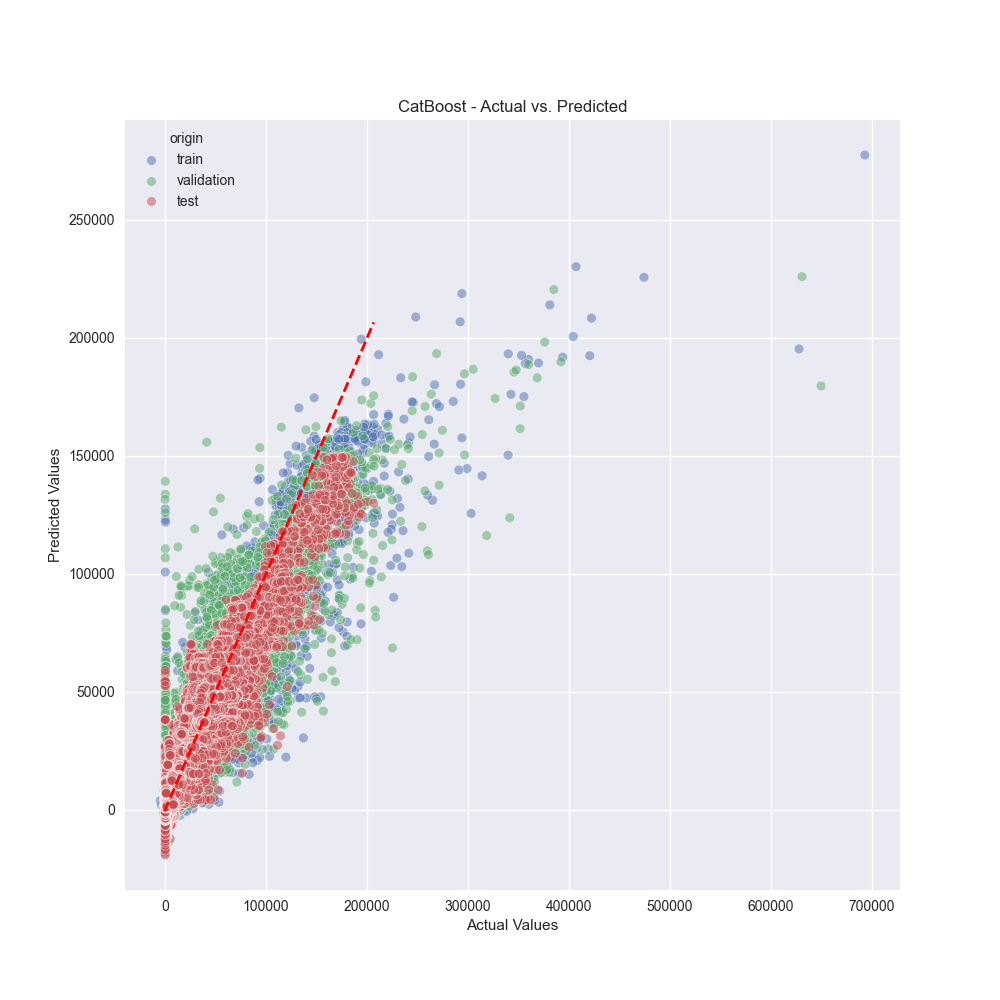 CatBoost - Actual vs. Predicted
origin
train
validation
test
250000
200000
150000
100000
50000
0
Predicted Values
0 100000 200000 300000 400000 500000 600000 700000
Actual Values